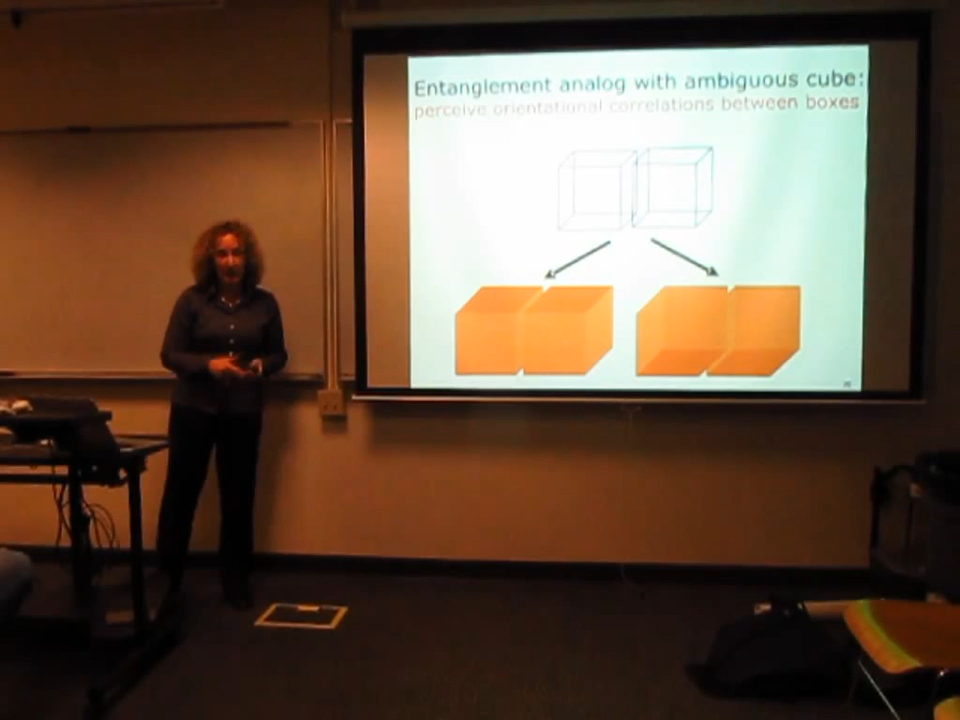 Entanglement analog with ambiguous cube:
perceive orientational correlations between boxes